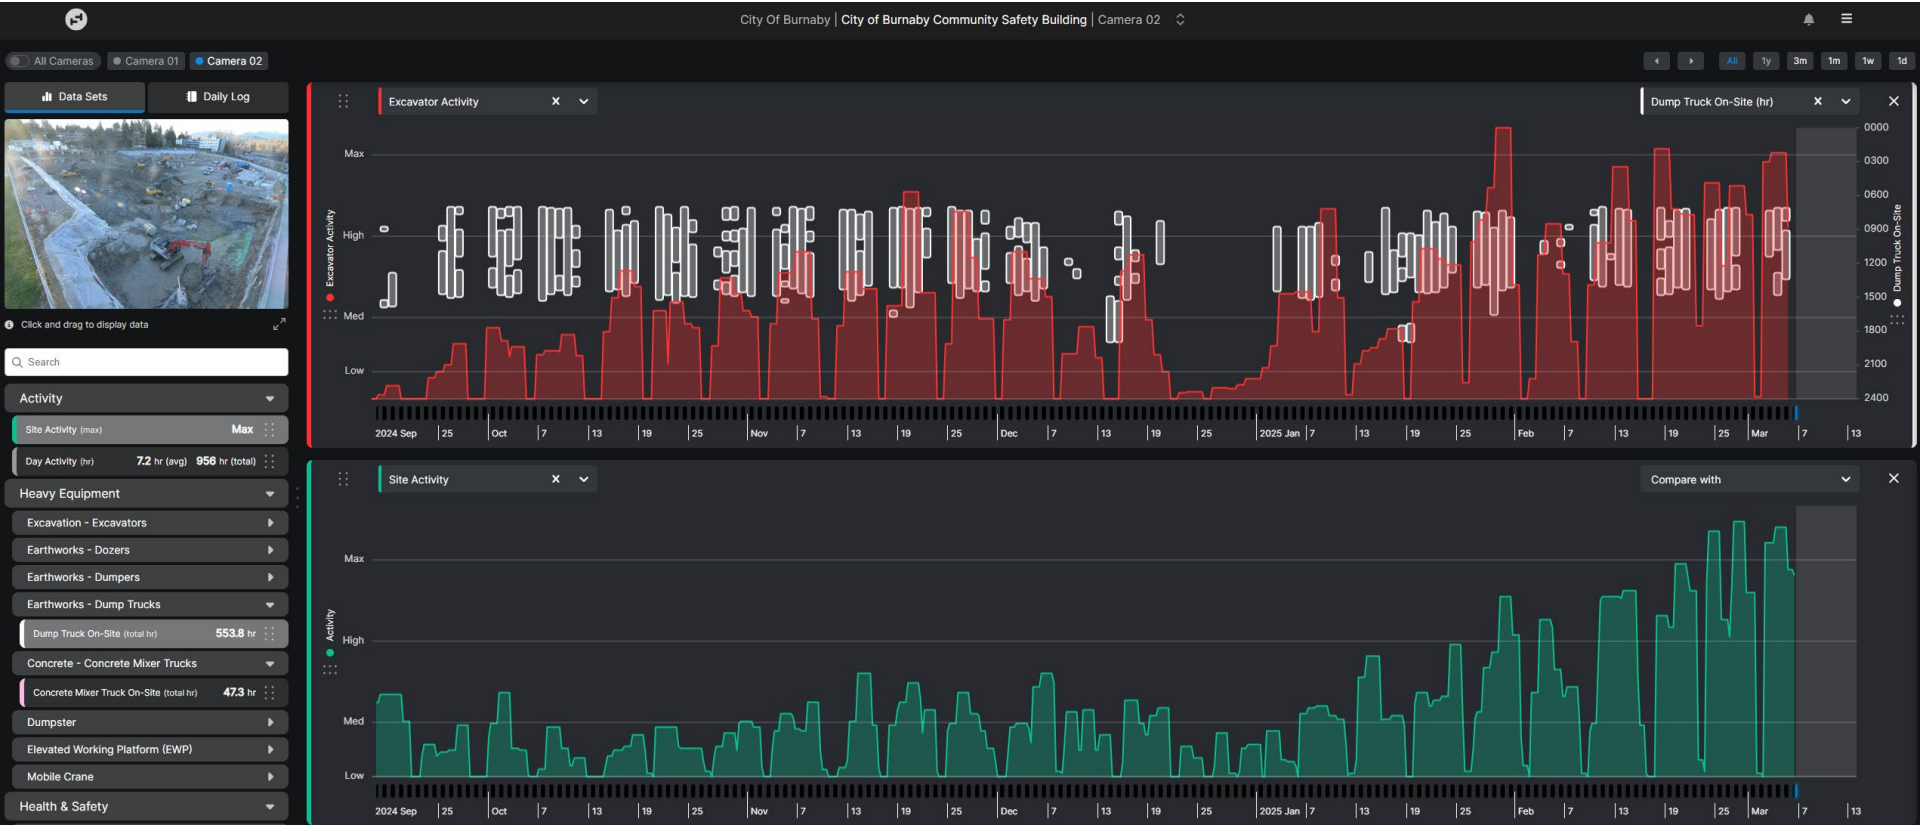 City Of Burnaby | City of Burnaby Community Safety Building | Camera 02
All Cameras Camera 01 Camera 02
All 1y 3m 1m 1w 1d
Data Sets Daily Log
Click and drag to display data
Search
Activity
Site Activity (max) Max
Day Activity (hr) 7.2 hr (avg) 956 hr (total)
Heavy Equipment
Excavation - Excavators
Earthworks - Dozers
Earthworks - Dumpers
Earthworks - Dump Trucks
Dump Truck On-Site (total hr) 553.8 hr
Concrete - Concrete Mixer Trucks
Concrete Mixer Truck On-Site (total hr) 47.3 hr
Dumpster
Elevated Working Platform (EWP)
Mobile Crane
Health & Safety
Excavator Activity
Dump Truck On-Site (hr)
Excavator Activity
Max
High
Med
Low
0000
0300
0600
0900
1200
1500
1800
2100
2400
Dump Truck On-Site
2024 Sep 25 Oct 7 13 19 25 Nov 7 13 19 25 Dec 7 13 19 25 2025 Jan 7 13 19 25 Feb 7 13 19 25 Mar 7 13
Site Activity
Compare with
Activity
Max
High
Med
Low
2024 Sep 25 Oct 7 13 19 25 Nov 7 13 19 25 Dec 7 13 19 25 2025 Jan 7 13 19 25 Feb 7 13 19 25 Mar 7 13